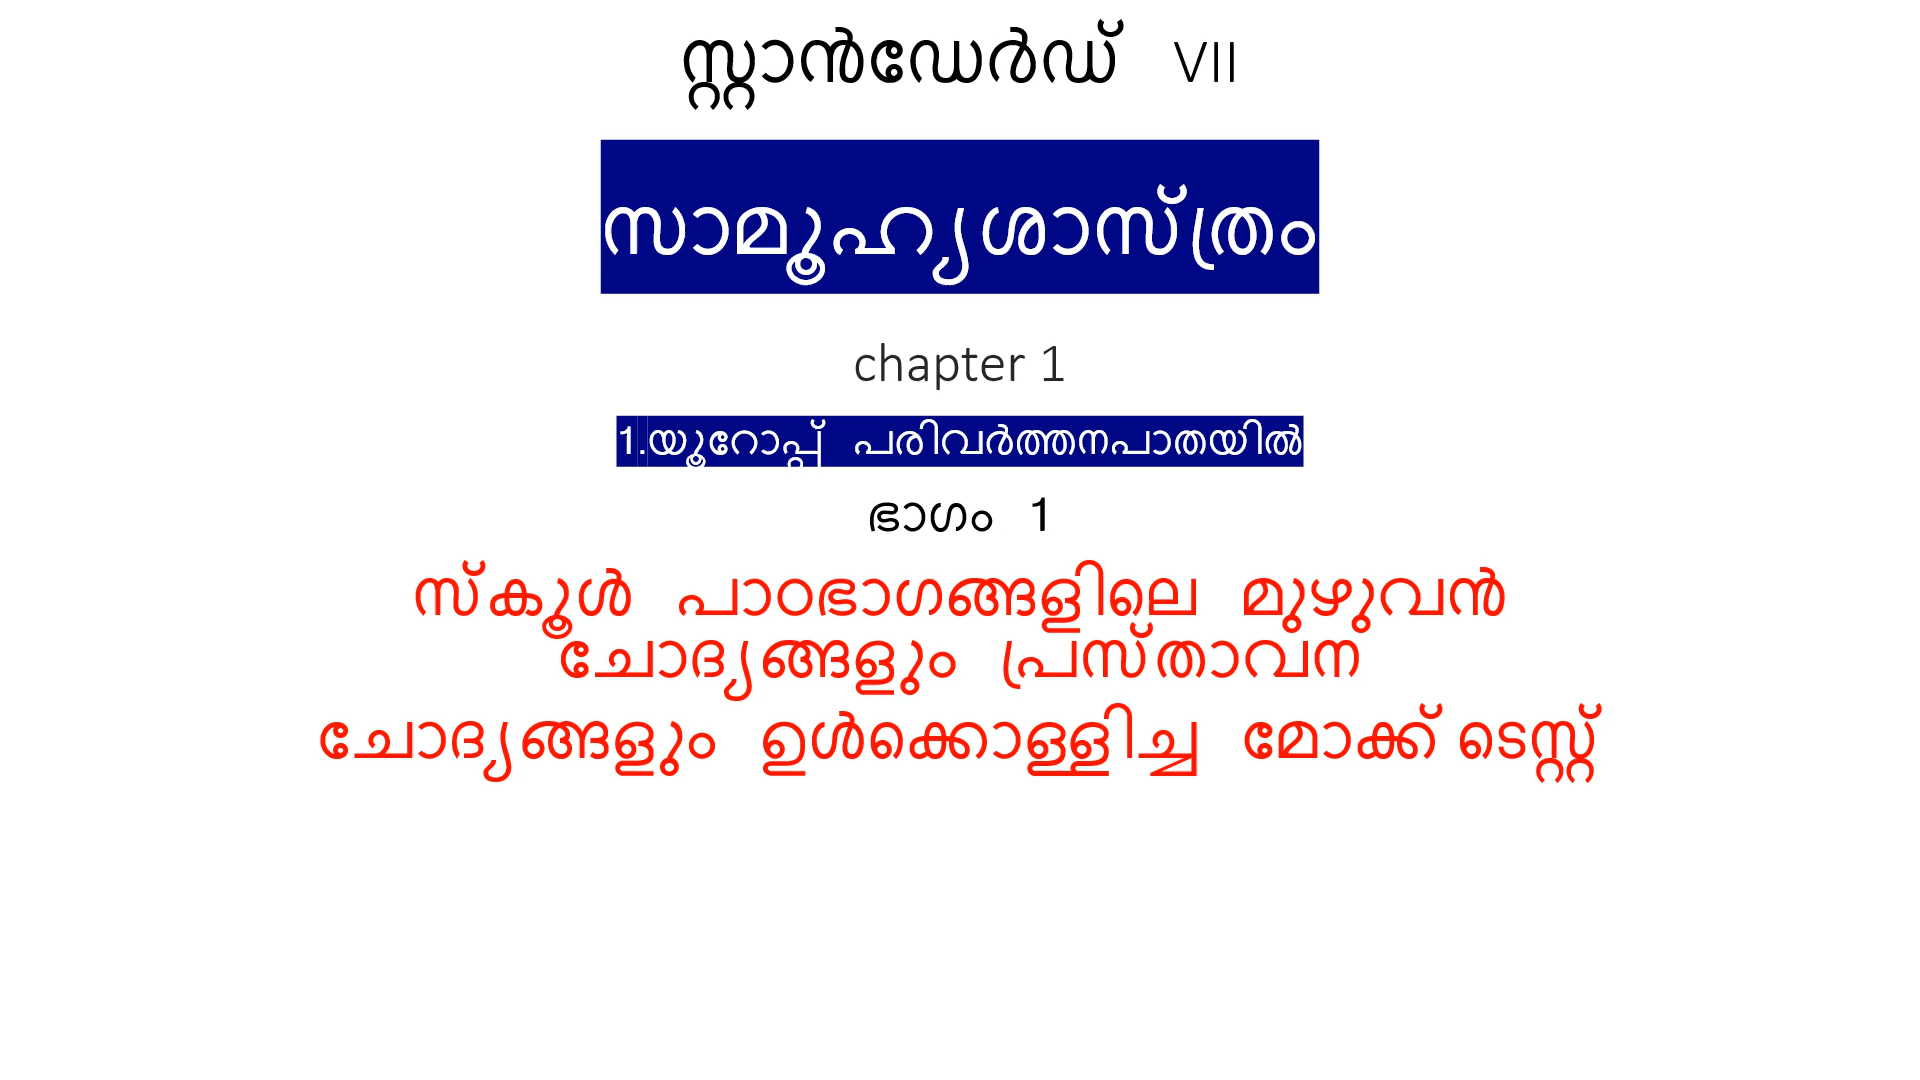 സ്റ്റാൻഡേർഡ് VII
സാമൂഹ്യശാസ്ത്രം
chapter 1
1.യൂറോപ്പ് പരിവർത്തനപാതയിൽ
ഭാഗം 1
സ്കൂൾ പാഠഭാഗങ്ങളിലെ മുഴുവൻ
ചോദ്യങ്ങളും പ്രസ്താവന
ചോദ്യങ്ങളും ഉൾക്കൊള്ളിച്ച മോക്ക് ടെസ്റ്റ്